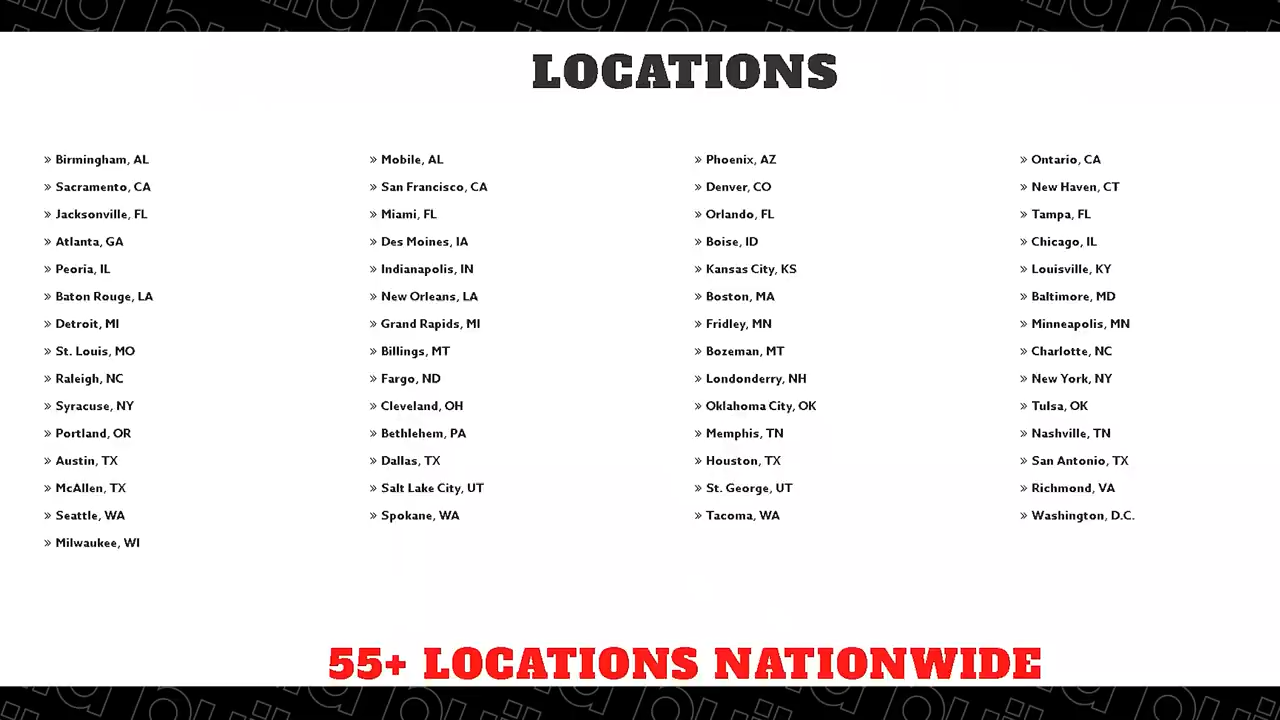 LOCATIONS
» Birmingham, AL » Mobile, AL » Phoenix, AZ » Ontario, CA
» Sacramento, CA » San Francisco, CA » Denver, CO » New Haven, CT
» Jacksonville, FL » Miami, FL » Orlando, FL » Tampa, FL
» Atlanta, GA » Des Moines, IA » Boise, ID » Chicago, IL
» Peoria, IL » Indianapolis, IN » Kansas City, KS » Louisville, KY
» Baton Rouge, LA » New Orleans, LA » Boston, MA » Baltimore, MD
» Detroit, MI » Grand Rapids, MI » Fridley, MN » Minneapolis, MN
» St. Louis, MO » Billings, MT » Bozeman, MT » Charlotte, NC
» Raleigh, NC » Fargo, ND » Londonderry, NH » New York, NY
» Syracuse, NY » Cleveland, OH » Oklahoma City, OK » Tulsa, OK
» Portland, OR » Bethlehem, PA » Memphis, TN » Nashville, TN
» Austin, TX » Dallas, TX » Houston, TX » San Antonio, TX
» McAllen, TX » Salt Lake City, UT » St. George, UT » Richmond, VA
» Seattle, WA » Spokane, WA » Tacoma, WA » Washington, D.C.
» Milwaukee, WI
55+ LOCATIONS NATIONWIDE